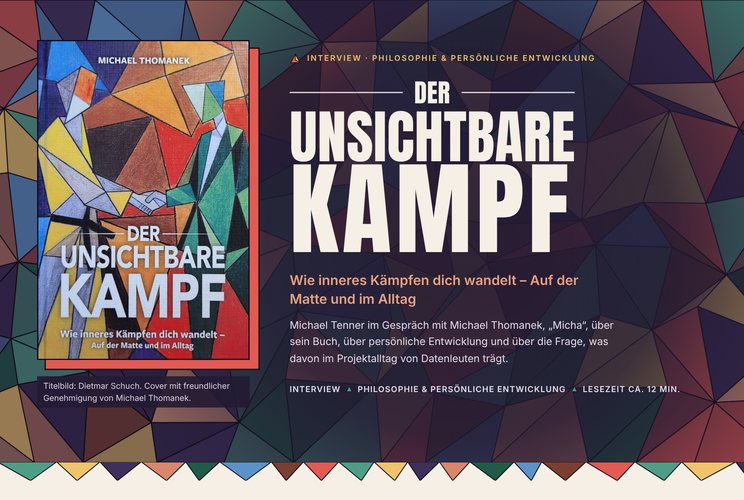 MICHAEL THOMANEK
DER
UNSICHTBARE
KAMPF
Wie inneres Kämpfen dich wandelt –
Auf der Matte und im Alltag
Titelbild: Dietmar Schuch. Cover mit freundlicher
Genehmigung von Michael Thomanek.
INTERVIEW · PHILOSOPHIE & PERSÖNLICHE ENTWICKLUNG
DER
UNSICHTBARE
KAMPF
Wie inneres Kämpfen dich wandelt – Auf der
Matte und im Alltag
Michael Tenner im Gespräch mit Michael Thomanek, „Micha“, über
sein Buch, über persönliche Entwicklung und über die Frage, was
davon im Projektalltag von Datenleuten trägt.
INTERVIEW ▲ PHILOSOPHIE & PERSÖNLICHE ENTWICKLUNG ▲ LESEZEIT CA. 12 MIN.